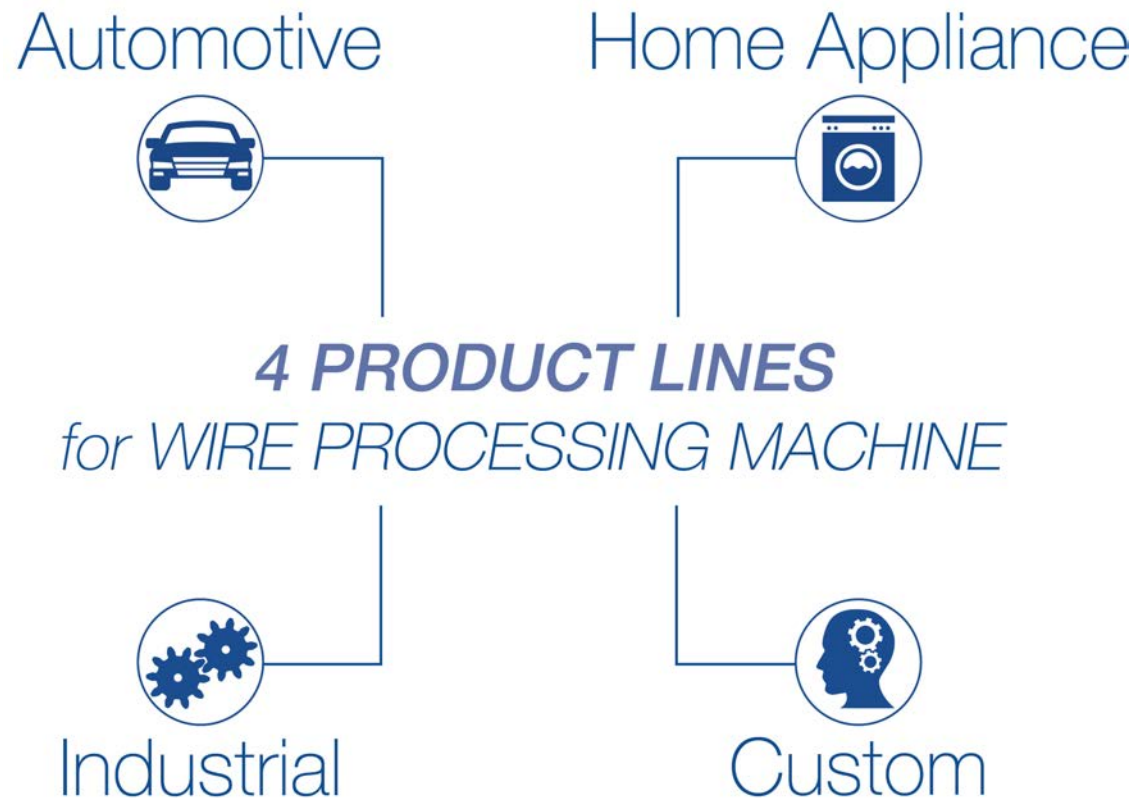 Automotive
Home Appliance
4 PRODUCT LINES
for WIRE PROCESSING MACHINE
Industrial
Custom